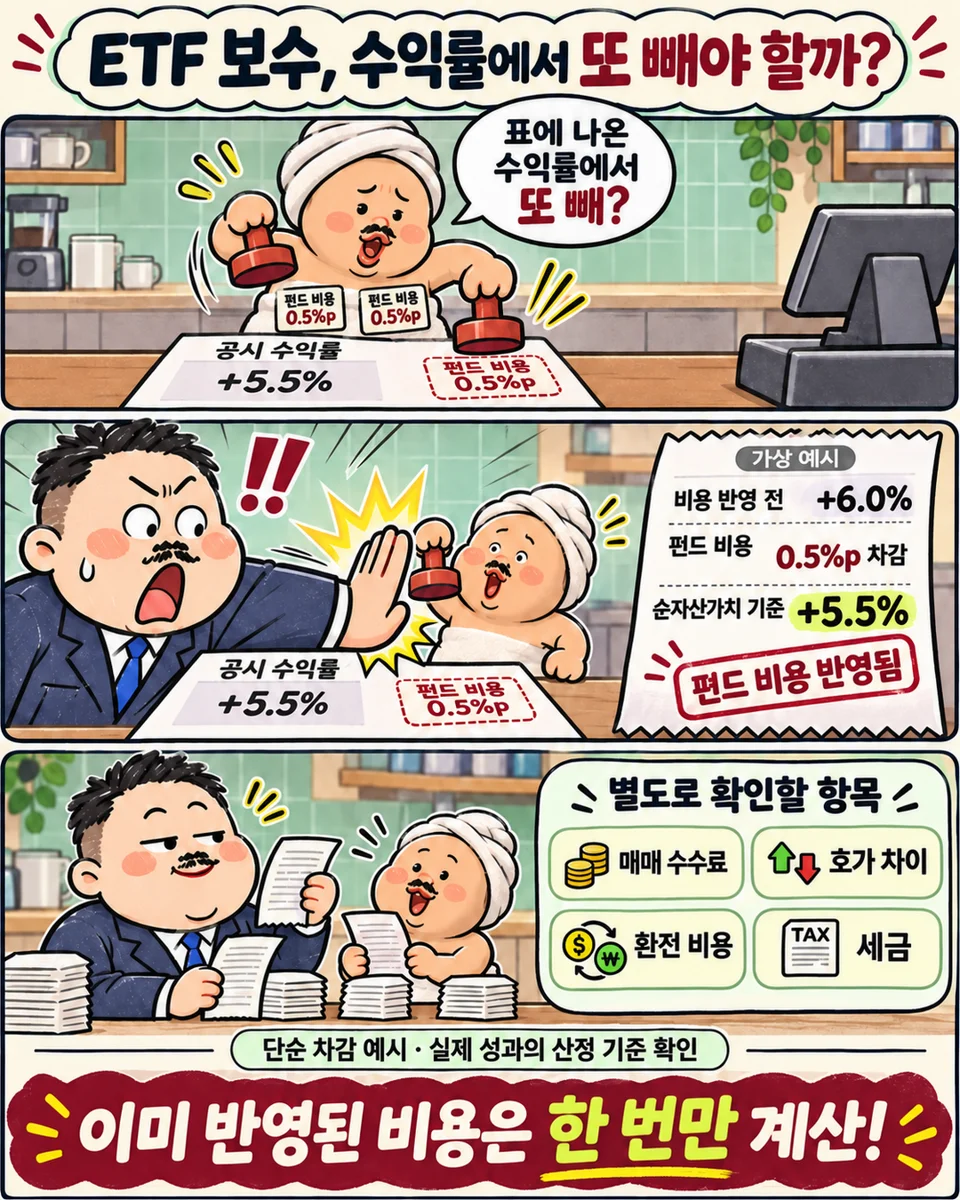 ETF 보수, 수익률에서 또 빼야 할까?
표에 나온
수익률에서
또 빼?
펀드 비용
0.5%p
펀드 비용
0.5%p
공시 수익률
+5.5%
펀드 비용
0.5%p
!!
공시 수익률
+5.5%
펀드 비용
0.5%p
가상 예시
비용 반영 전 +6.0%
펀드 비용 0.5%p 차감
순자산가치 기준 +5.5%
펀드 비용 반영됨
별도로 확인할 항목
매매 수수료
호가 차이
$ ₩ 환전 비용
TAX 세금
단순 차감 예시 · 실제 성과의 산정 기준 확인
이미 반영된 비용은 한 번만 계산!